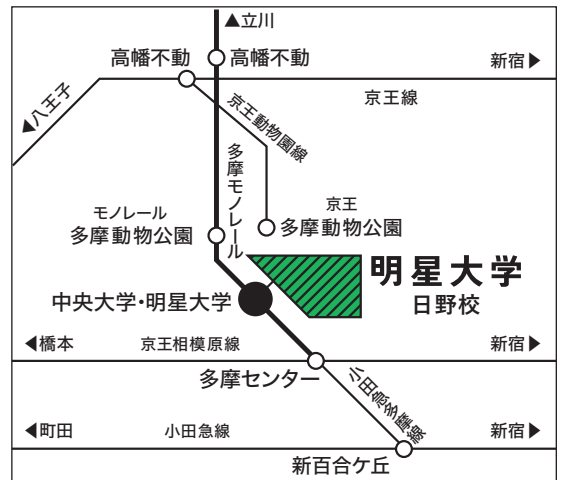 ▲立川
高幡不動
高幡不動
新宿▶
京王線
▲八王子
京王動物園線
多摩モノレール
モノレール
多摩動物公園
京王
多摩動物公園
明星大学
日野校
中央大学・明星大学
◀橋本
京王相模原線
新宿▶
多摩センター
小田急多摩線
◀町田
小田急線
新宿▶
新百合ケ丘